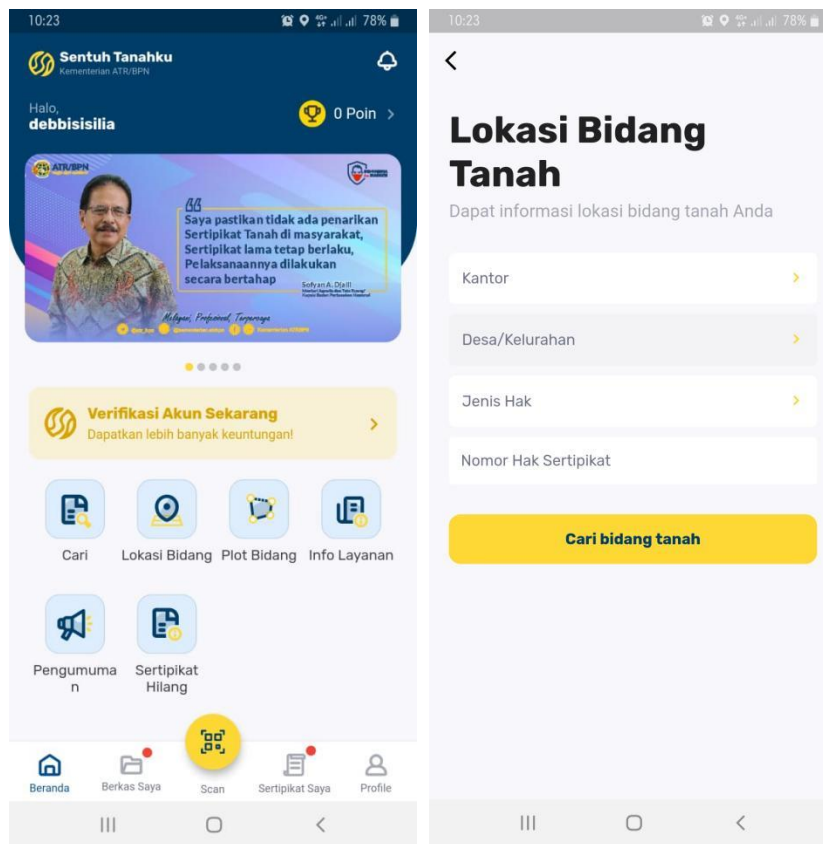 10:23
78%
Sentuh Tanahku
Kementerian ATR/BPN
Halo,
debbisisilia
0 Poin >
ATR/BPN
Saya pastikan tidak ada penarikan
Sertipikat Tanah di masyarakat,
Sertipikat lama tetap berlaku,
Pelaksanaannya dilakukan
secara bertahap
Sofyan A. Djalil
Melayani, Profesional, Terpercaya
Verifikasi Akun Sekarang
Dapatkan lebih banyak keuntungan!
Cari
Lokasi Bidang
Plot Bidang
Info Layanan
Pengumuma
n
Sertipikat
Hilang
Beranda
Berkas Saya
Scan
Sertipikat Saya
Profile
10:23
78%
Lokasi Bidang
Tanah
Dapat informasi lokasi bidang tanah Anda
Kantor
Desa/Kelurahan
Jenis Hak
Nomor Hak Sertipikat
Cari bidang tanah